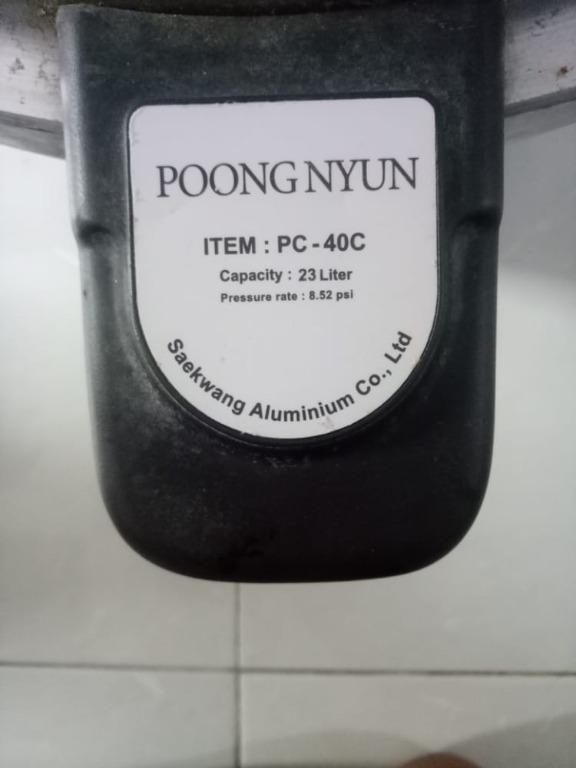 POONG NYUN
ITEM : PC - 40C
Capacity : 23 Liter
Pressure rate : 8.52 psi
Saekwang Aluminium Co., Ltd